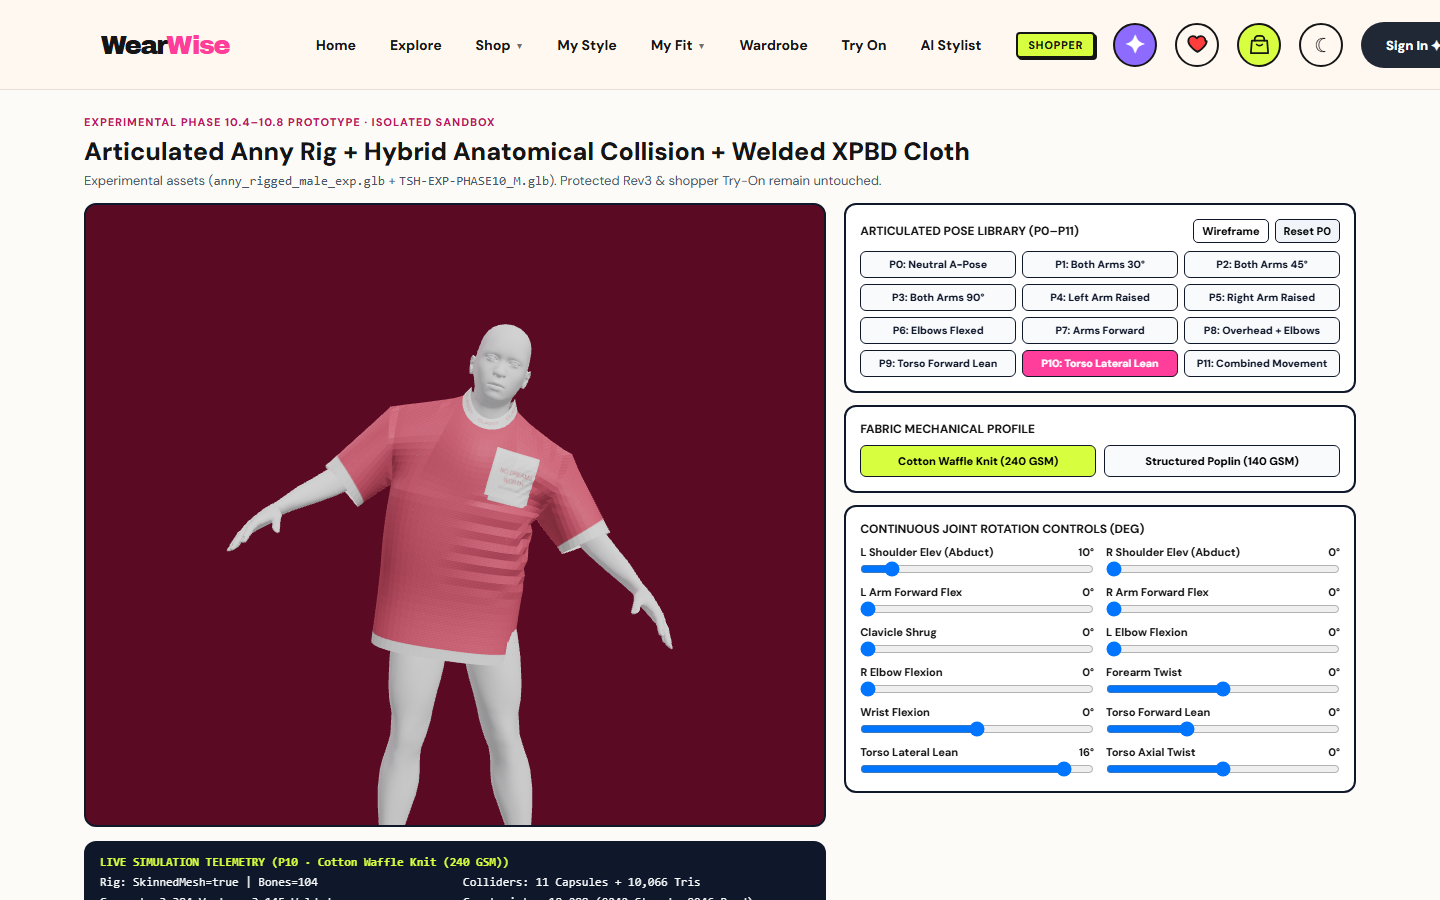 WearWise
Home Explore Shop ▼ My Style My Fit ▼ Wardrobe Try On AI Stylist SHOPPER Sign In
EXPERIMENTAL PHASE 10.4–10.8 PROTOTYPE · ISOLATED SANDBOX
Articulated Anny Rig + Hybrid Anatomical Collision + Welded XPBD Cloth
Experimental assets (anny_rigged_male_exp.glb + TSH-EXP-PHASE10_M.glb). Protected Rev3 & shopper Try-On remain untouched.
ARTICULATED POSE LIBRARY (P0–P11) Wireframe Reset P0
P0: Neutral A-Pose P1: Both Arms 30° P2: Both Arms 45°
P3: Both Arms 90° P4: Left Arm Raised P5: Right Arm Raised
P6: Elbows Flexed P7: Arms Forward P8: Overhead + Elbows
P9: Torso Forward Lean P10: Torso Lateral Lean P11: Combined Movement
FABRIC MECHANICAL PROFILE
Cotton Waffle Knit (240 GSM) Structured Poplin (140 GSM)
CONTINUOUS JOINT ROTATION CONTROLS (DEG)
L Shoulder Elev (Abduct) 10° R Shoulder Elev (Abduct) 0°
L Arm Forward Flex 0° R Arm Forward Flex 0°
Clavicle Shrug 0° L Elbow Flexion 0°
R Elbow Flexion 0° Forearm Twist 0°
Wrist Flexion 0° Torso Forward Lean 0°
Torso Lateral Lean 16° Torso Axial Twist 0°
LIVE SIMULATION TELEMETRY (P10 · Cotton Waffle Knit (240 GSM))
Rig: SkinnedMesh=true | Bones=104 Colliders: 11 Capsules + 10,066 Tris